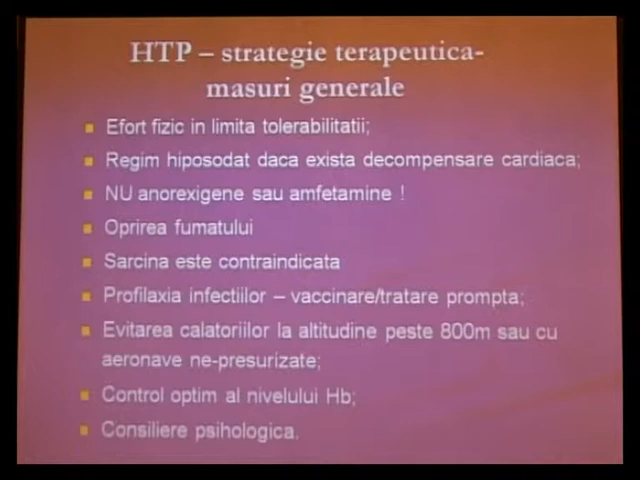 HTP – strategie terapeutica-
masuri generale
Efort fizic in limita tolerabilitatii;
Regim hiposodat daca exista decompensare cardiaca;
NU anorexigene sau amfetamine !
Oprirea fumatului
Sarcina este contraindicata
Profilaxia infectiilor – vaccinare/tratare prompta;
Evitarea calatoriilor la altitudine peste 800m sau cu
aeronave ne-presurizate;
Control optim al nivelului Hb;
Consiliere psihologica.